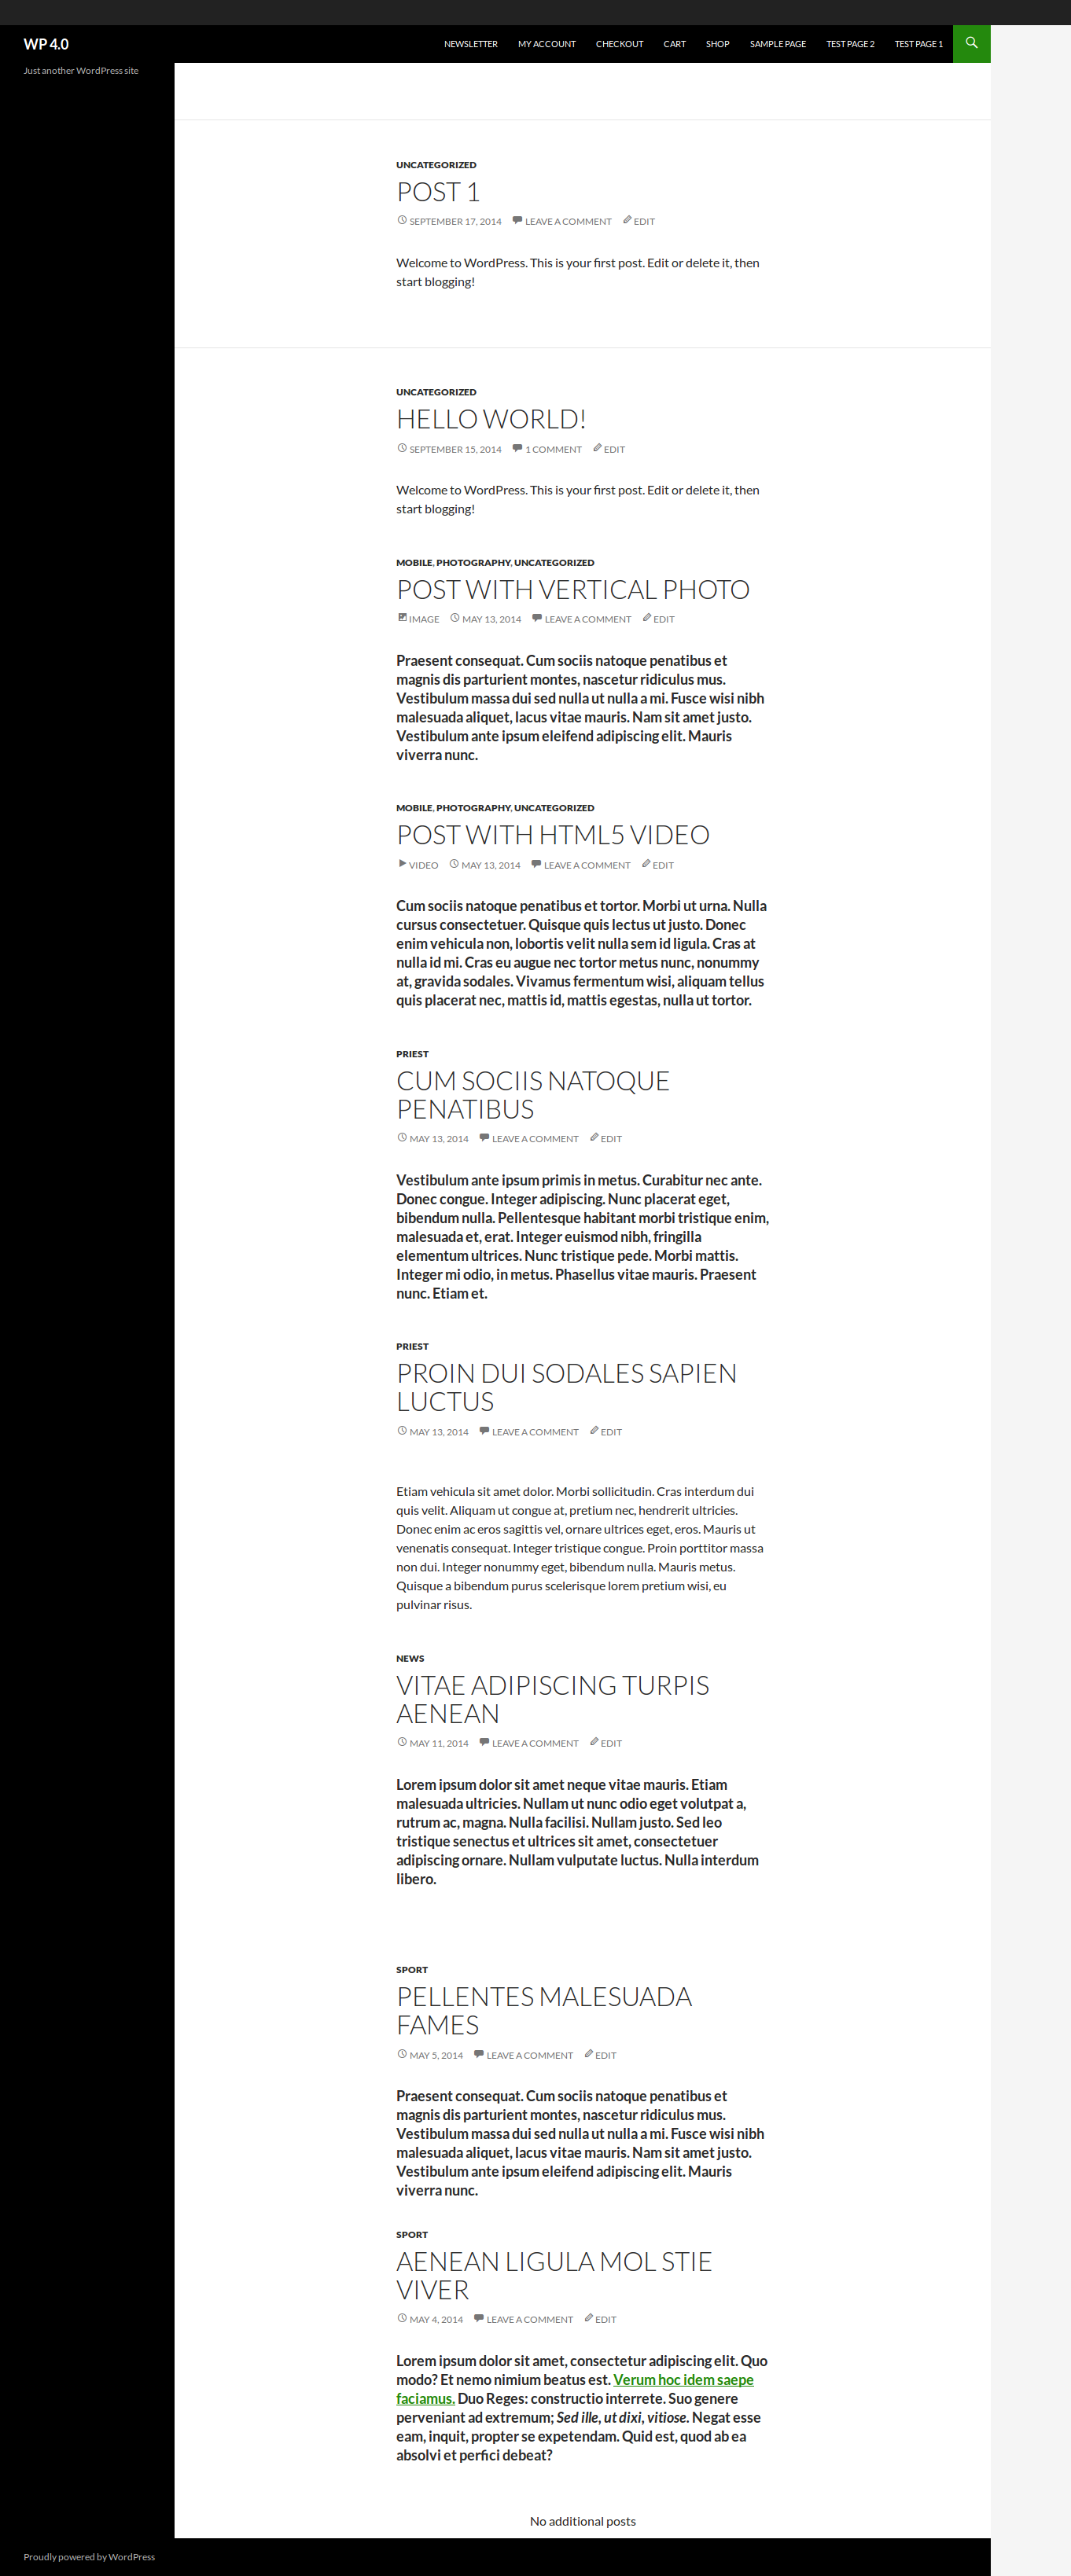 WP 4.0
NEWSLETTER MY ACCOUNT CHECKOUT CART SHOP SAMPLE PAGE TEST PAGE 2 TEST PAGE 1
Just another WordPress site
UNCATEGORIZED
POST 1
SEPTEMBER 17, 2014 LEAVE A COMMENT EDIT
Welcome to WordPress. This is your first post. Edit or delete it, then
start blogging!
UNCATEGORIZED
HELLO WORLD!
SEPTEMBER 15, 2014 1 COMMENT EDIT
Welcome to WordPress. This is your first post. Edit or delete it, then
start blogging!
MOBILE, PHOTOGRAPHY, UNCATEGORIZED
POST WITH VERTICAL PHOTO
IMAGE MAY 13, 2014 LEAVE A COMMENT EDIT
Praesent consequat. Cum sociis natoque penatibus et
magnis dis parturient montes, nascetur ridiculus mus.
Vestibulum massa dui sed nulla ut nulla a mi. Fusce wisi nibh
malesuada aliquet, lacus vitae mauris. Nam sit amet justo.
Vestibulum ante ipsum eleifend adipiscing elit. Mauris
viverra nunc.
MOBILE, PHOTOGRAPHY, UNCATEGORIZED
POST WITH HTML5 VIDEO
VIDEO MAY 13, 2014 LEAVE A COMMENT EDIT
Cum sociis natoque penatibus et tortor. Morbi ut urna. Nulla
cursus consectetuer. Quisque quis lectus ut justo. Donec
enim vehicula non, lobortis velit nulla sem id ligula. Cras at
nulla id mi. Cras eu augue nec tortor metus nunc, nonummy
at, gravida sodales. Vivamus fermentum wisi, aliquam tellus
quis placerat nec, mattis id, mattis egestas, nulla ut tortor.
PRIEST
CUM SOCIIS NATOQUE
PENATIBUS
MAY 13, 2014 LEAVE A COMMENT EDIT
Vestibulum ante ipsum primis in metus. Curabitur nec ante.
Donec congue. Integer adipiscing. Nunc placerat eget,
bibendum nulla. Pellentesque habitant morbi tristique enim,
malesuada et, erat. Integer euismod nibh, fringilla
elementum ultrices. Nunc tristique pede. Morbi mattis.
Integer mi odio, in metus. Phasellus vitae mauris. Praesent
nunc. Etiam et.
PRIEST
PROIN DUI SODALES SAPIEN
LUCTUS
MAY 13, 2014 LEAVE A COMMENT EDIT
Etiam vehicula sit amet dolor. Morbi sollicitudin. Cras interdum dui
quis velit. Aliquam ut congue at, pretium nec, hendrerit ultricies.
Donec enim ac eros sagittis vel, ornare ultrices eget, eros. Mauris ut
venenatis consequat. Integer tristique congue. Proin porttitor massa
non dui. Integer nonummy eget, bibendum nulla. Mauris metus.
Quisque a bibendum purus scelerisque lorem pretium wisi, eu
pulvinar risus.
NEWS
VITAE ADIPISCING TURPIS
AENEAN
MAY 11, 2014 LEAVE A COMMENT EDIT
Lorem ipsum dolor sit amet neque vitae mauris. Etiam
malesuada ultricies. Nullam ut nunc odio eget volutpat a,
rutrum ac, magna. Nulla facilisi. Nullam justo. Sed leo
tristique senectus et ultrices sit amet, consectetuer
adipiscing ornare. Nullam vulputate luctus. Nulla interdum
libero.
SPORT
PELLENTES MALESUADA
FAMES
MAY 5, 2014 LEAVE A COMMENT EDIT
Praesent consequat. Cum sociis natoque penatibus et
magnis dis parturient montes, nascetur ridiculus mus.
Vestibulum massa dui sed nulla ut nulla a mi. Fusce wisi nibh
malesuada aliquet, lacus vitae mauris. Nam sit amet justo.
Vestibulum ante ipsum eleifend adipiscing elit. Mauris
viverra nunc.
SPORT
AENEAN LIGULA MOL STIE
VIVER
MAY 4, 2014 LEAVE A COMMENT EDIT
Lorem ipsum dolor sit amet, consectetur adipiscing elit. Quo
modo? Et nemo nimium beatus est. Verum hoc idem saepe
faciamus. Duo Reges: constructio interrete. Suo genere
perveniant ad extremum; Sed ille, ut dixi, vitiose. Negat esse
eam, inquit, propter se expetendam. Quid est, quod ab ea
absolvi et perfici debeat?
No additional posts
Proudly powered by WordPress